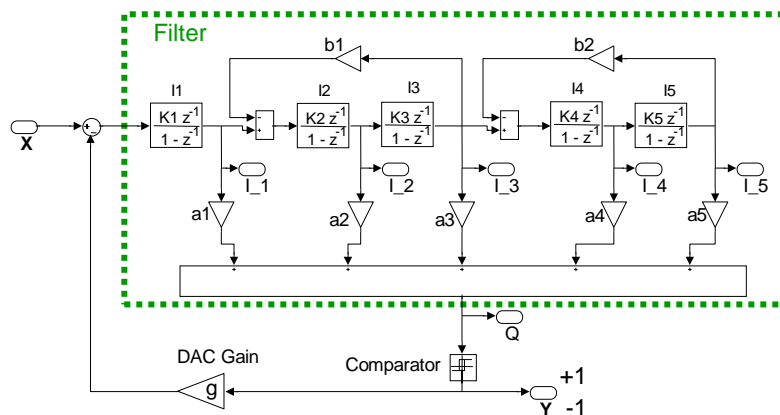 Filter
b1
b2
I1
I2
I3
I4
I5
K1 z-1
1 - z-1
K2 z-1
1 - z-1
K3 z-1
1 - z-1
K4 z-1
1 - z-1
K5 z-1
1 - z-1
X
+
-
-
+
-
+
I_1
I_2
I_3
I_4
I_5
a1
a2
a3
a4
a5
+
+
+
+
+
Q
DAC Gain
Comparator
g
Y
+1
-1